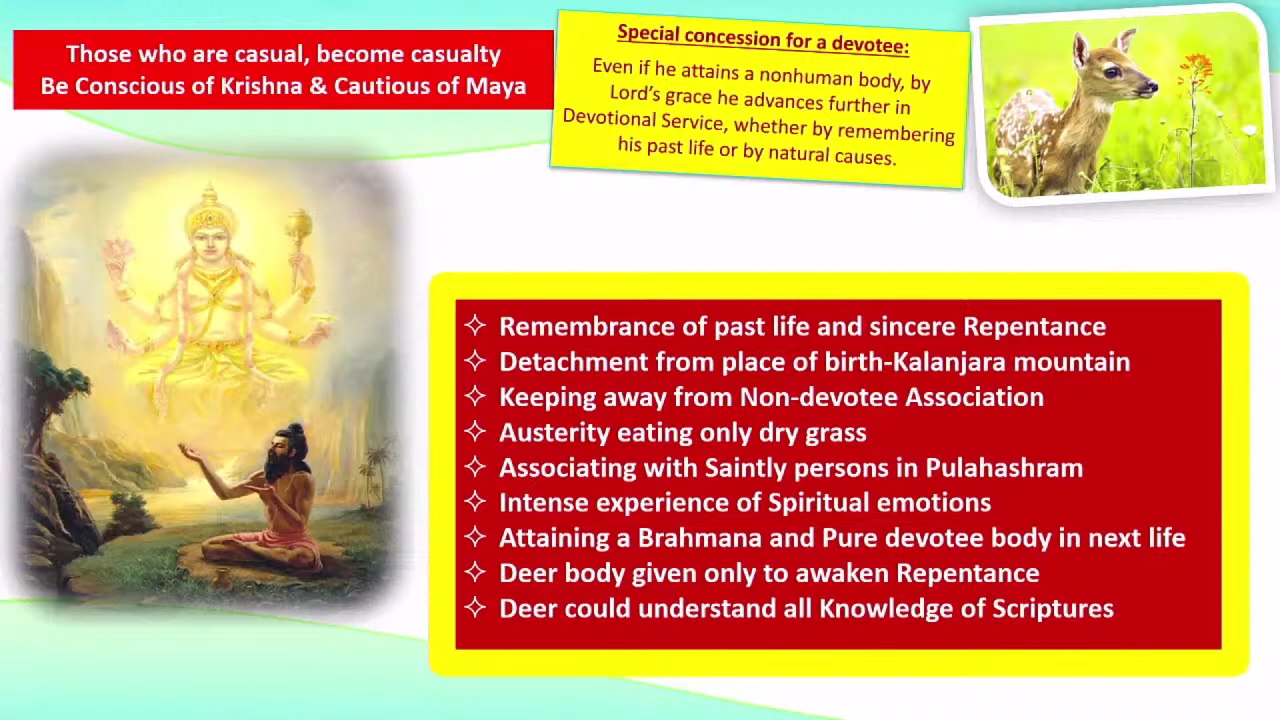 Those who are casual, become casualty
Be Conscious of Krishna & Cautious of Maya
Special concession for a devotee:
Even if he attains a nonhuman body, by
Lord's grace he advances further in
Devotional Service, whether by remembering
his past life or by natural causes.
✧ Remembrance of past life and sincere Repentance
✧ Detachment from place of birth-Kalanjara mountain
✧ Keeping away from Non-devotee Association
✧ Austerity eating only dry grass
✧ Associating with Saintly persons in Pulahashram
✧ Intense experience of Spiritual emotions
✧ Attaining a Brahmana and Pure devotee body in next life
✧ Deer body given only to awaken Repentance
✧ Deer could understand all Knowledge of Scriptures